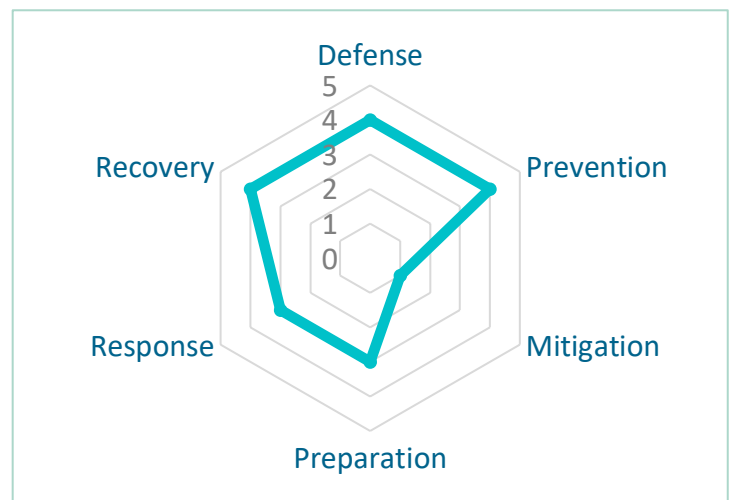 Defense
5
4
Recovery
Prevention
3
2
1
0
Response
Mitigation
Preparation